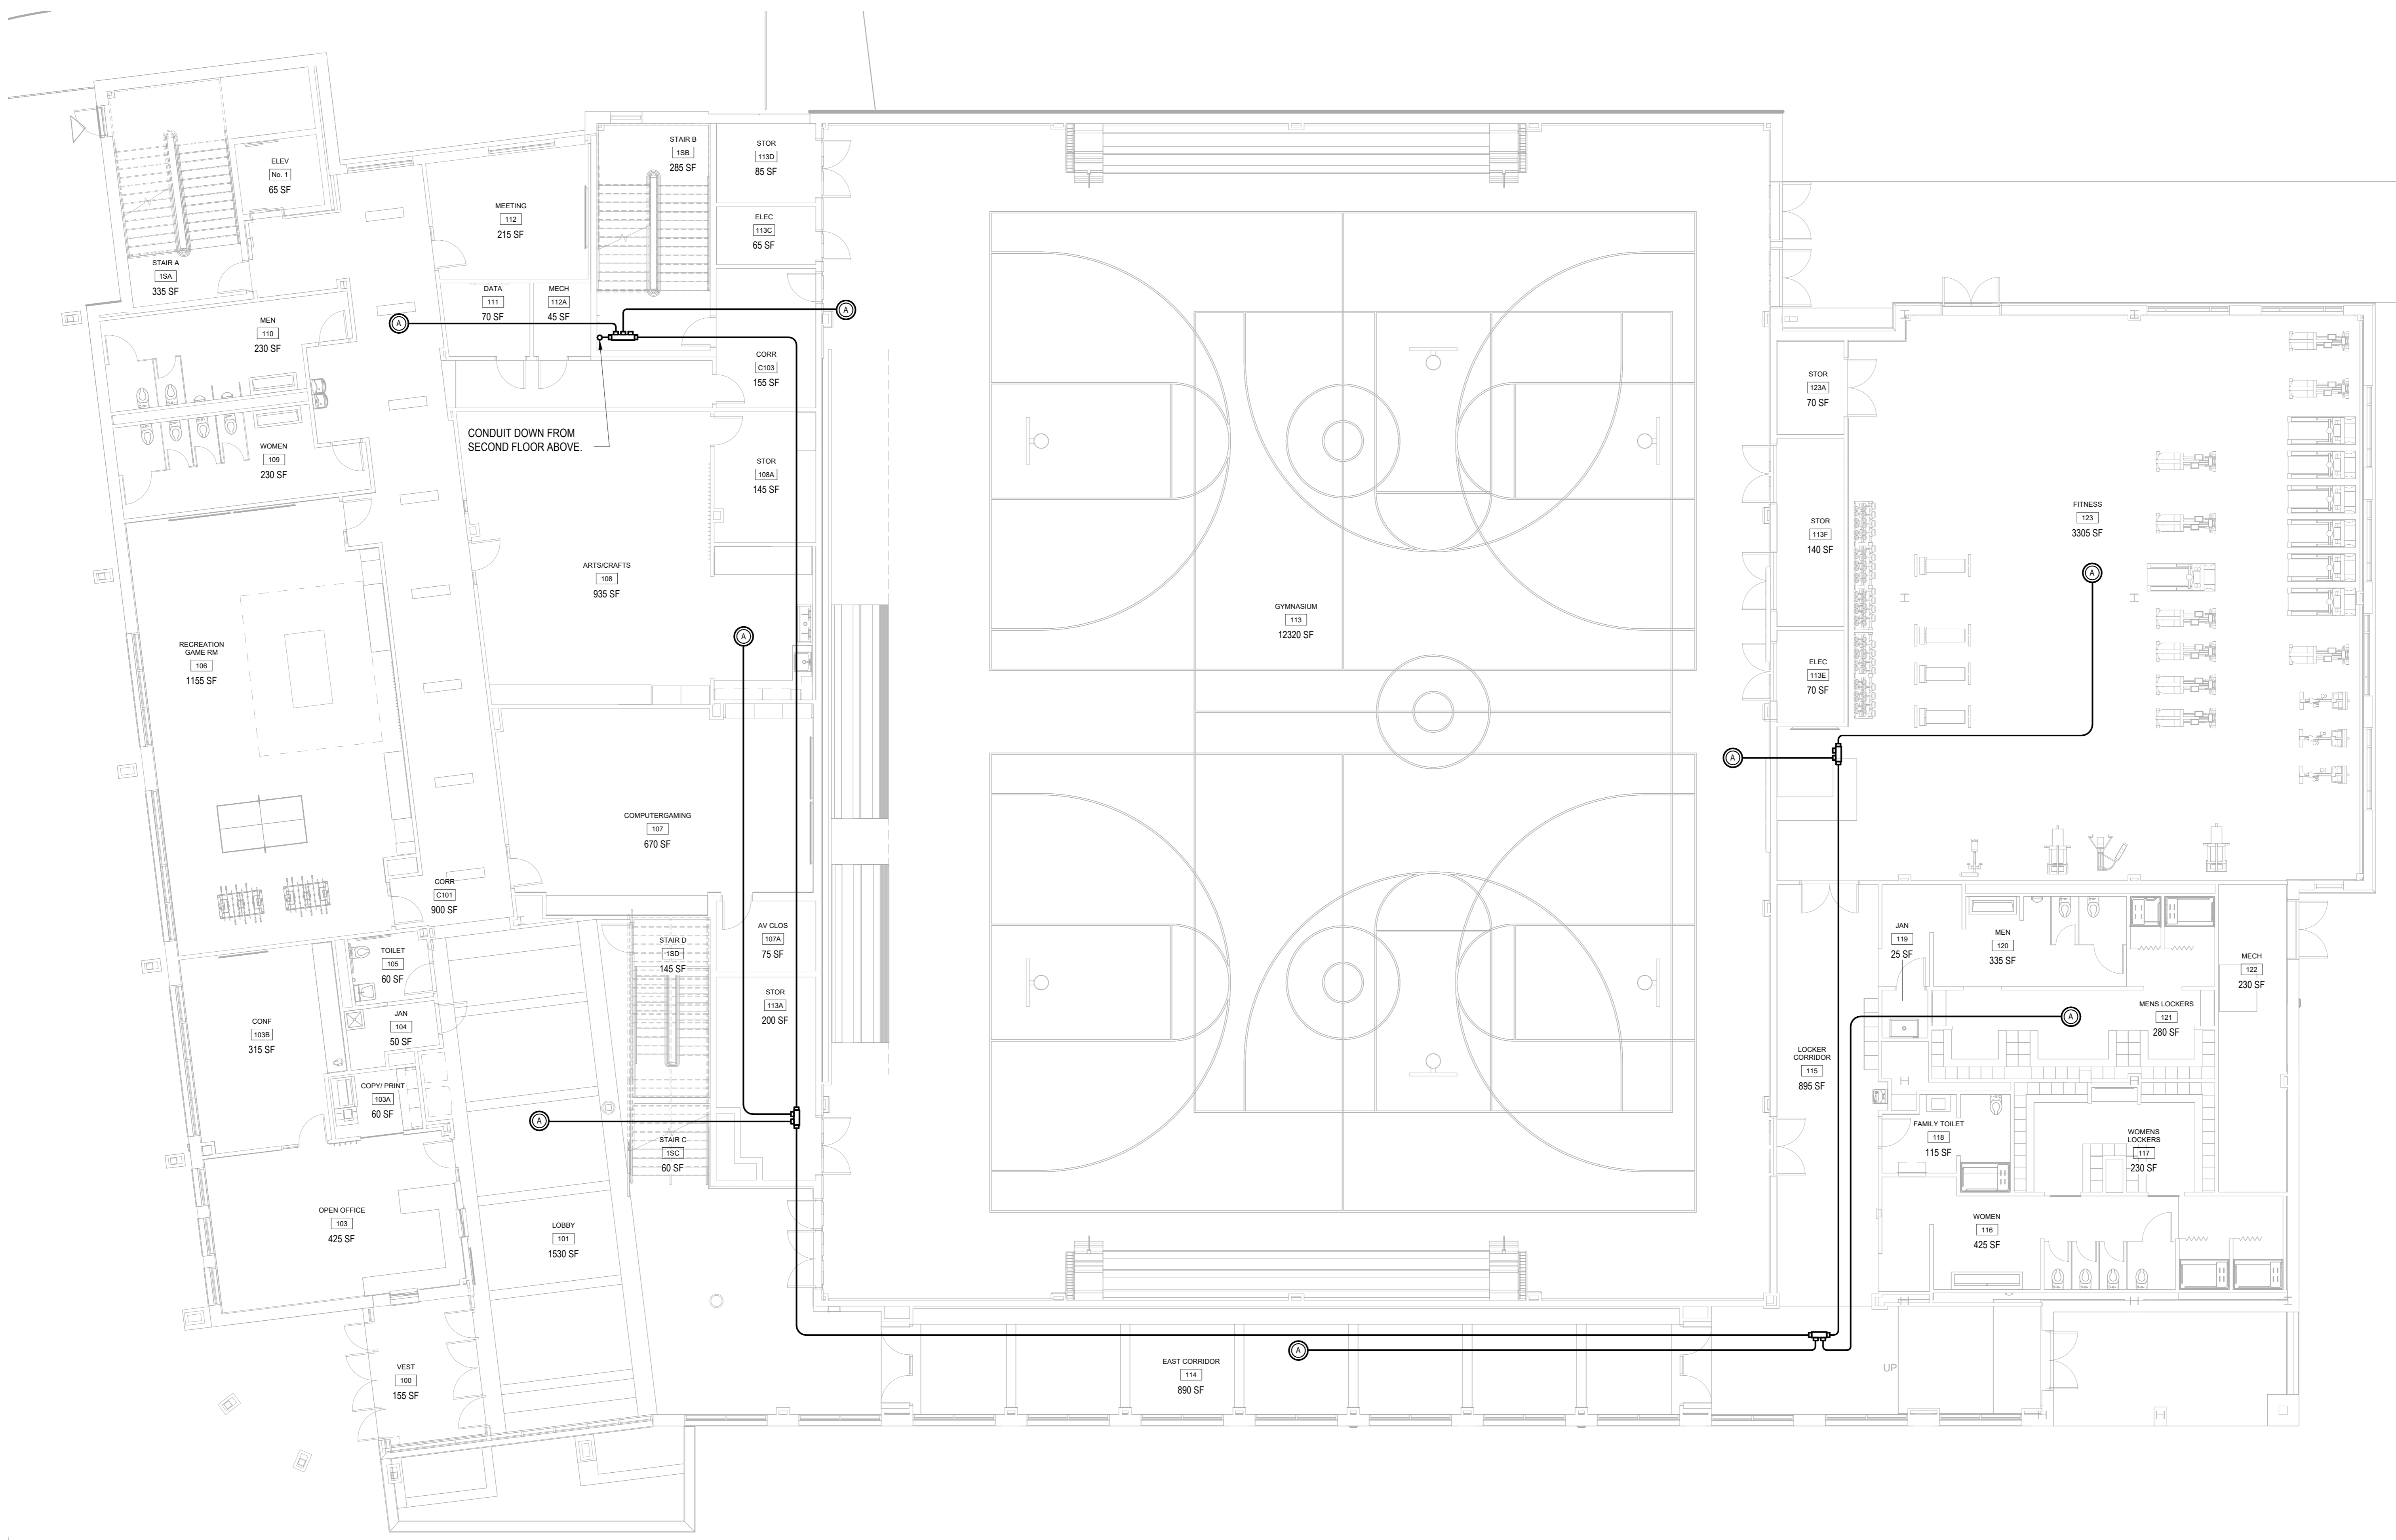 ELEV
No. 1
65 SF
STAIR A
1SA
335 SF
MEETING
112
215 SF
STAIR B
1SB
285 SF
STOR
113D
85 SF
ELEC
113C
65 SF
DATA
111
70 SF
MECH
112A
45 SF
A
A
MEN
110
230 SF
CORR
C103
155 SF
CONDUIT DOWN FROM
SECOND FLOOR ABOVE.
WOMEN
109
230 SF
STOR
108A
145 SF
ARTS/CRAFTS
108
935 SF
A
RECREATION
GAME RM
106
1155 SF
COMPUTERGAMING
107
670 SF
CORR
C101
900 SF
GYMNASIUM
113
12320 SF
STOR
123A
70 SF
STOR
113F
140 SF
ELEC
113E
70 SF
FITNESS
123
3305 SF
A
A
TOILET
105
60 SF
STAIR D
1SD
145 SF
AV CLOS
107A
75 SF
STOR
113A
200 SF
CONF
103B
315 SF
JAN
104
50 SF
COPY/ PRINT
103A
60 SF
A
STAIR C
1SC
60 SF
OPEN OFFICE
103
425 SF
LOBBY
101
1530 SF
VEST
100
155 SF
JAN
119
25 SF
MEN
120
335 SF
MECH
122
230 SF
MENS LOCKERS
121
280 SF
A
LOCKER
CORRIDOR
115
895 SF
FAMILY TOILET
118
115 SF
WOMENS
LOCKERS
117
230 SF
WOMEN
116
425 SF
A
EAST CORRIDOR
114
890 SF
UP